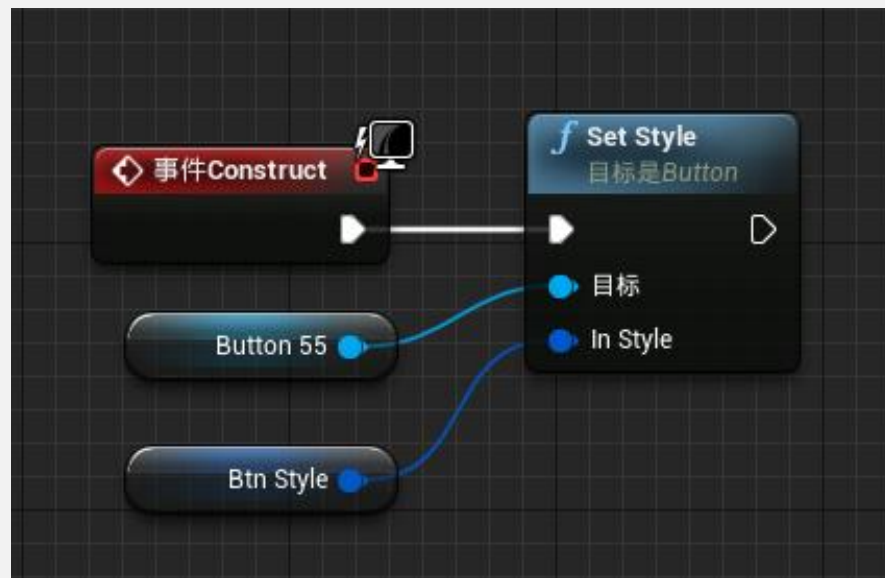 事件Construct
Set Style
目标是Button
目标
Button 55
In Style
Btn Style